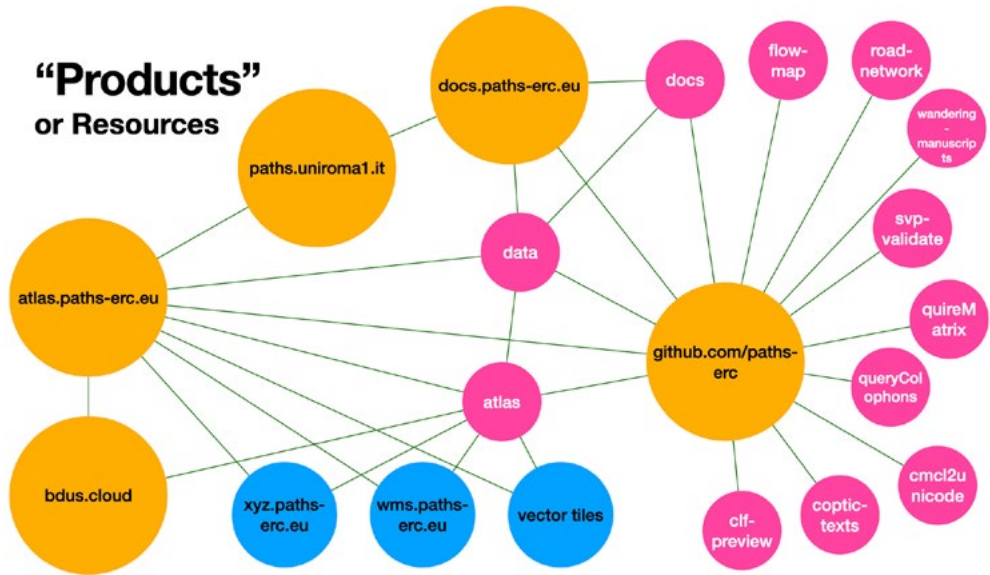 “Products”
or Resources
docs.paths-erc.eu
docs
flow-
map
road-
network
wandering
-
manuscrip
ts
paths.uniroma1.it
svp-
validate
data
atlas.paths-erc.eu
quireM
atrix
github.com/paths-
erc
queryCol
ophons
atlas
bdus.cloud
xyz.paths-
erc.eu
wms.paths-
erc.eu
vector tiles
clf-
preview
coptic-
texts
cmcl2u
nicode